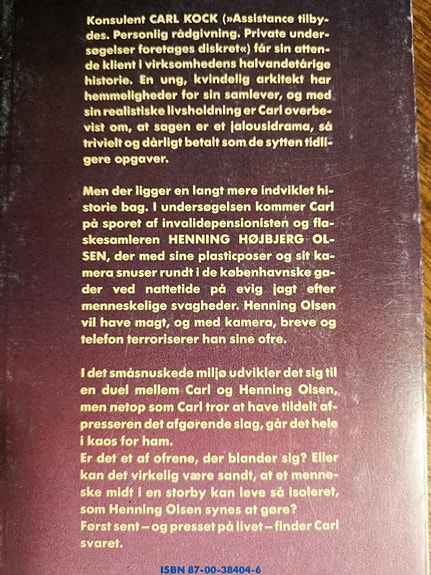 Konsulent CARL KOCK (»Assistance tilby-
des. Personlig rådgivning. Private under-
søgelser foretages diskret«) får sin atten-
de klient i virksomhedens halvandetårige
historie. En ung, kvindelig arkitekt har
hemmeligheder for sin samlever, og med
sin realistiske livsholdning er Carl overbe-
vist om, at sagen er et jalousidrama, så
trivielt og dårligt betalt som de sytten tidli-
gere opgaver.
Men der ligger en langt mere indviklet hi-
storie bag. I undersøgelsen kommer Carl
på sporet af invalidepensionisten og fla-
skesamleren HENNING HØJBJERG OL-
SEN, der med sine plasticposer og sit ka-
mera snuser rundt i de københavnske ga-
der ved nattetide på evig jagt efter
menneskelige svagheder. Henning Olsen
vil have magt, og med kamera, breve og
telefon terroriserer han sine ofre.
I det småsnuskede miljø udvikler det sig til
en duel mellem Carl og Henning Olsen,
men netop som Carl tror at have tildelt af-
presseren det afgørende slag, går det hele
i kaos for ham.
Er det et af ofrene, der blander sig? Eller
kan det virkelig være sandt, at et menne-
ske midt i en storby kan leve så isoleret,
som Henning Olsen synes at gøre?
Først sent – og presset på livet – finder Carl
svaret.
ISBN 87-00-38404-6